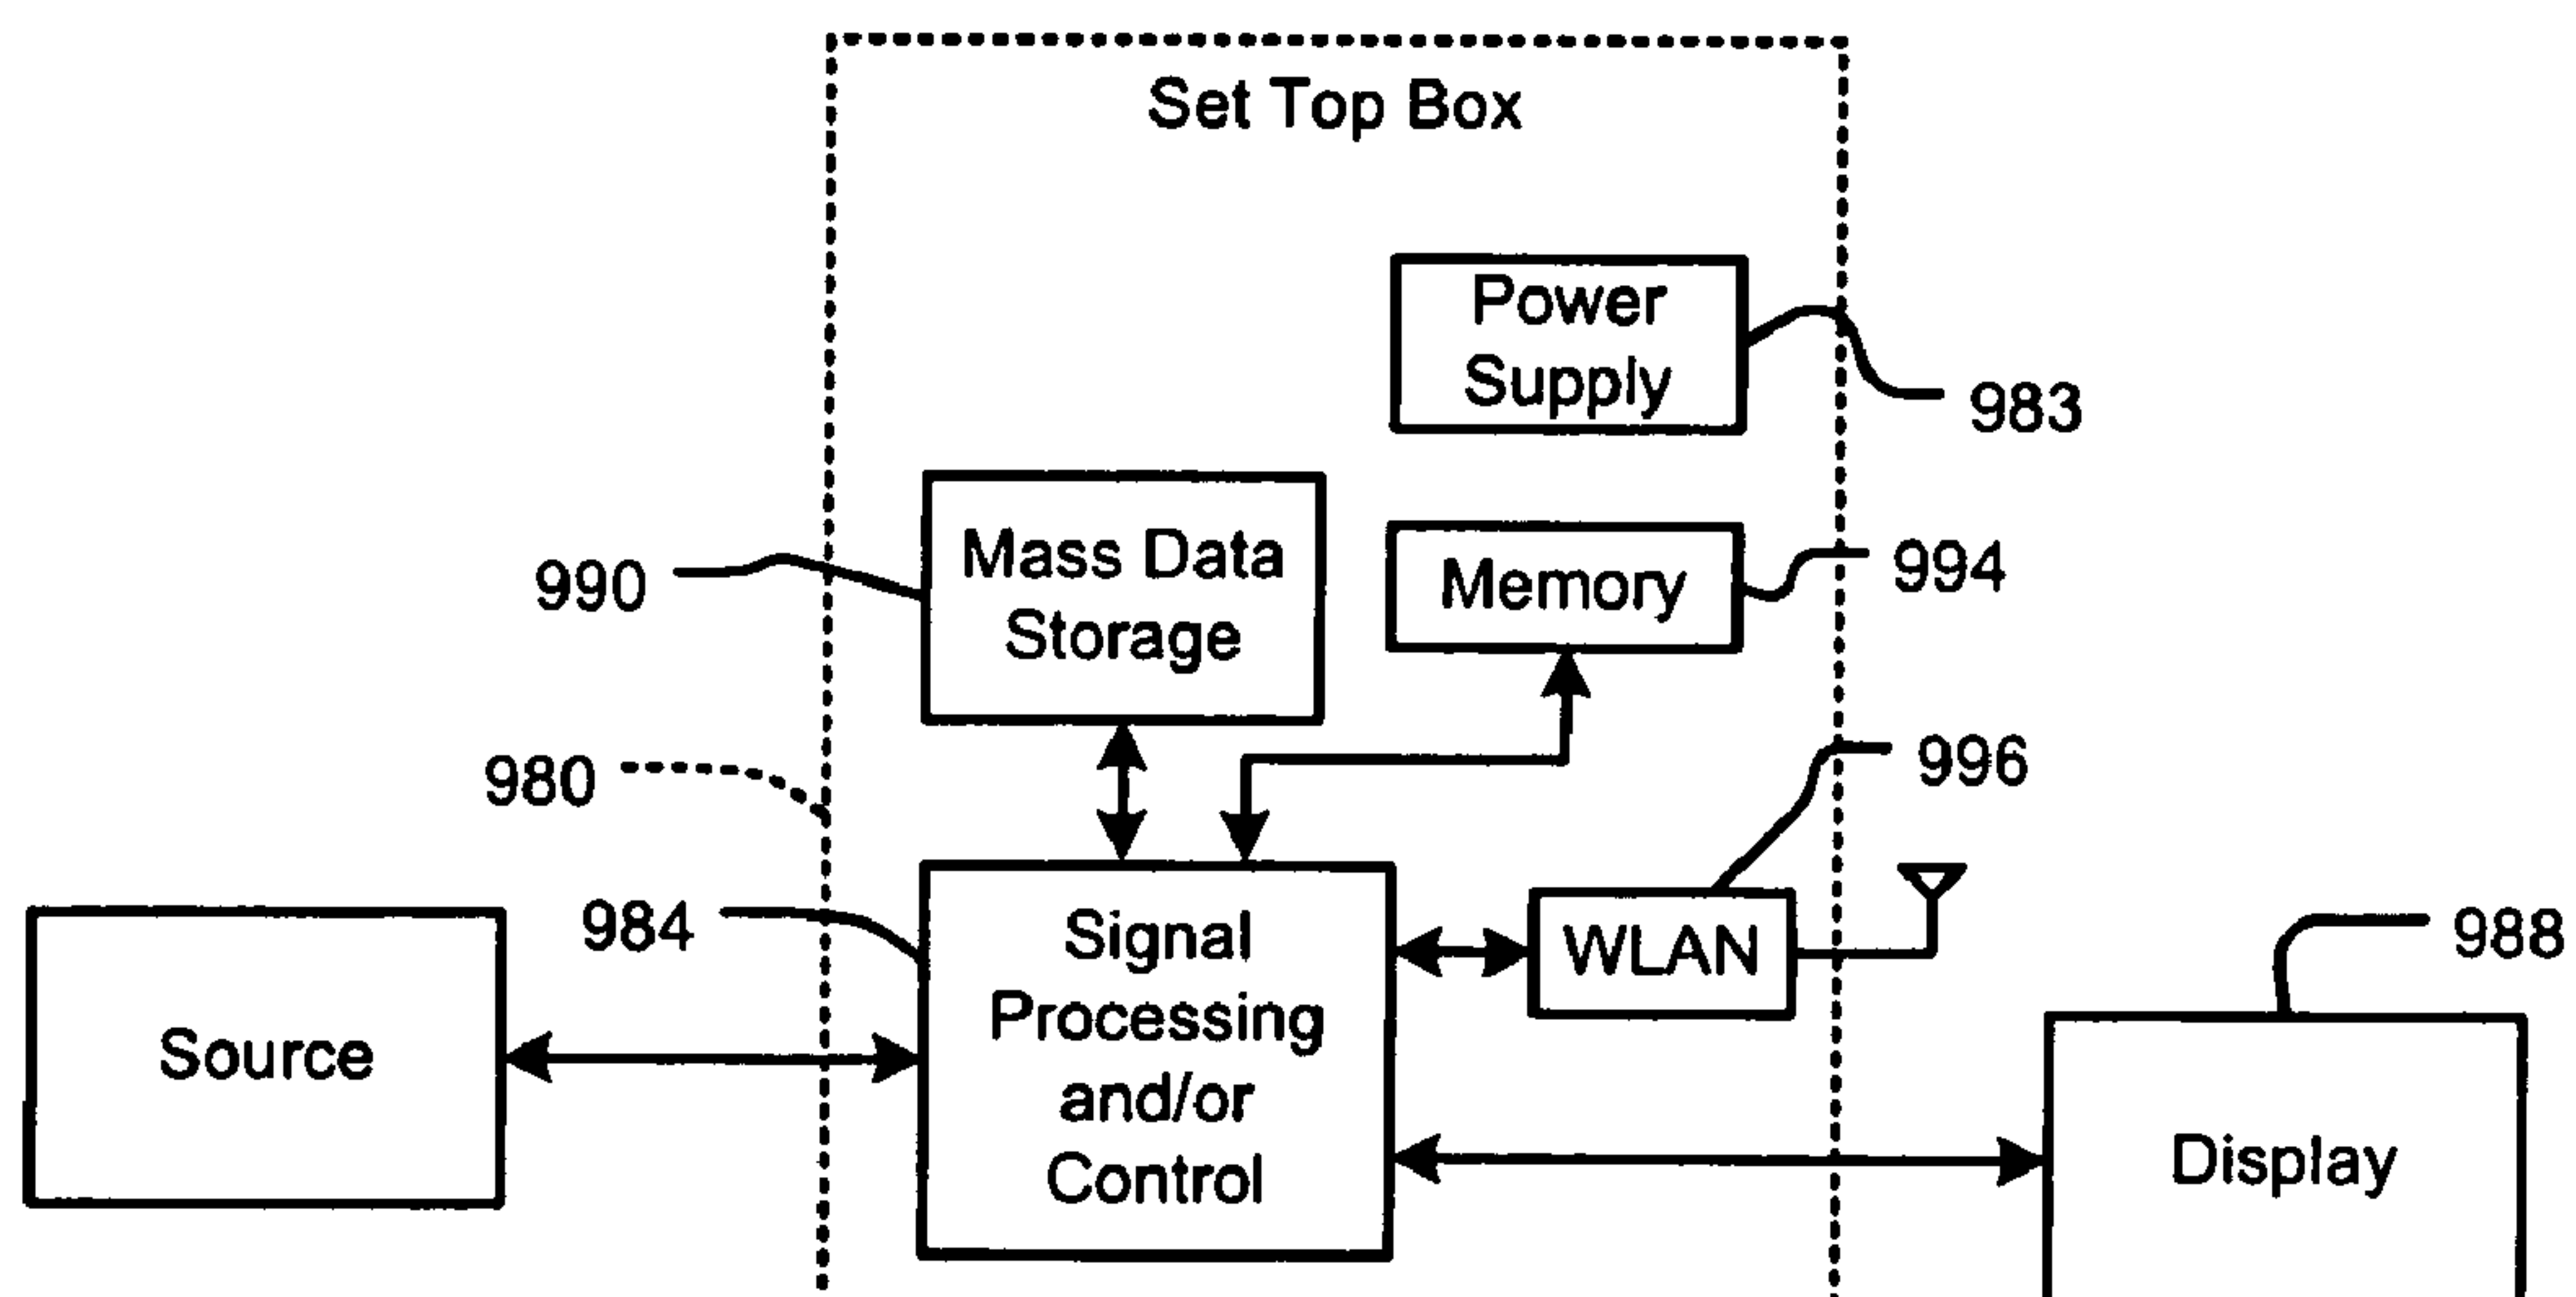 Set Top Box
Power
Supply
983
Mass Data
Storage
990
Memory
994
980
996
984
Signal
Processing
and/or
Control
WLAN
988
Source
Display